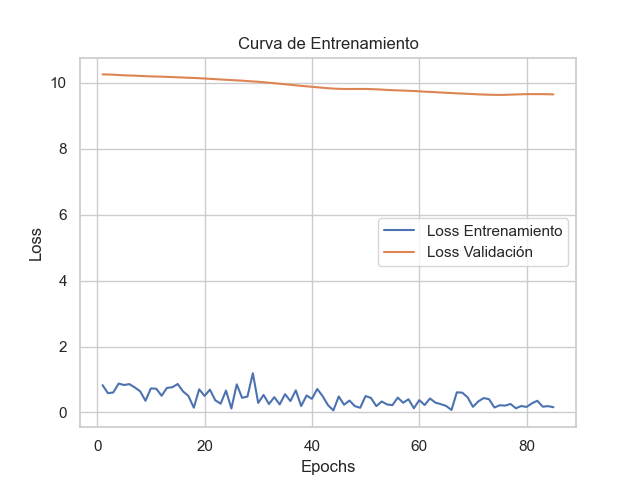 Curva de Entrenamiento
10
8
6
4
2
0
Loss
Loss Entrenamiento
Loss Validación
0 20 40 60 80
Epochs